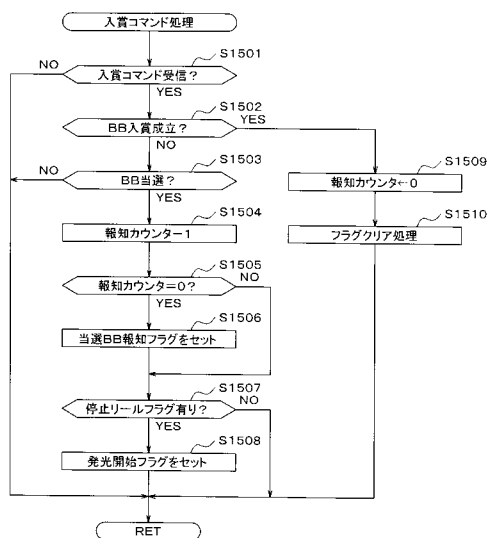 入賞コマンド処理
S1501
NO
入賞コマンド受信?
YES
S1502
BB入賞成立?
YES
NO
S1503
NO
BB当選?
YES
S1509
報知カウンタ←0
S1504
報知カウンター1
S1510
フラグクリア処理
S1505
報知カウンタ=0?
NO
YES
S1506
当選BB報知フラグをセット
S1507
停止リールフラグ有り?
NO
YES
S1508
発光開始フラグをセット
RET